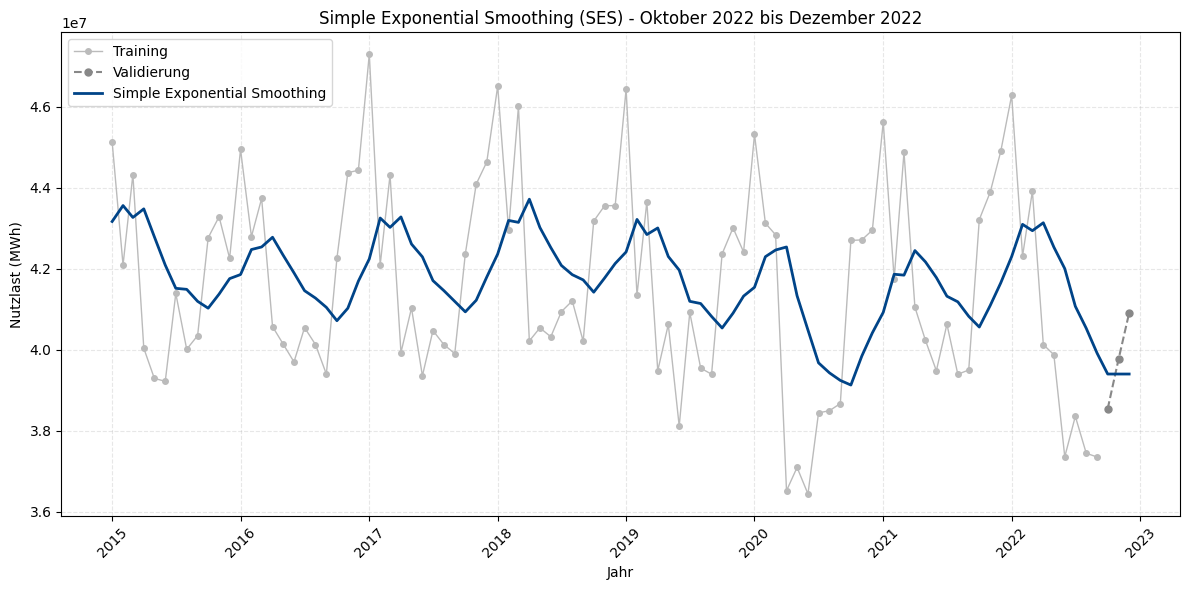 Simple Exponential Smoothing (SES) - Oktober 2022 bis Dezember 2022
1e7
Training
Validierung
Simple Exponential Smoothing
4.6
4.4
4.2
4.0
3.8
3.6
Nutzlast (MWh)
2015
2016
2017
2018
2019
2020
2021
2022
2023
Jahr